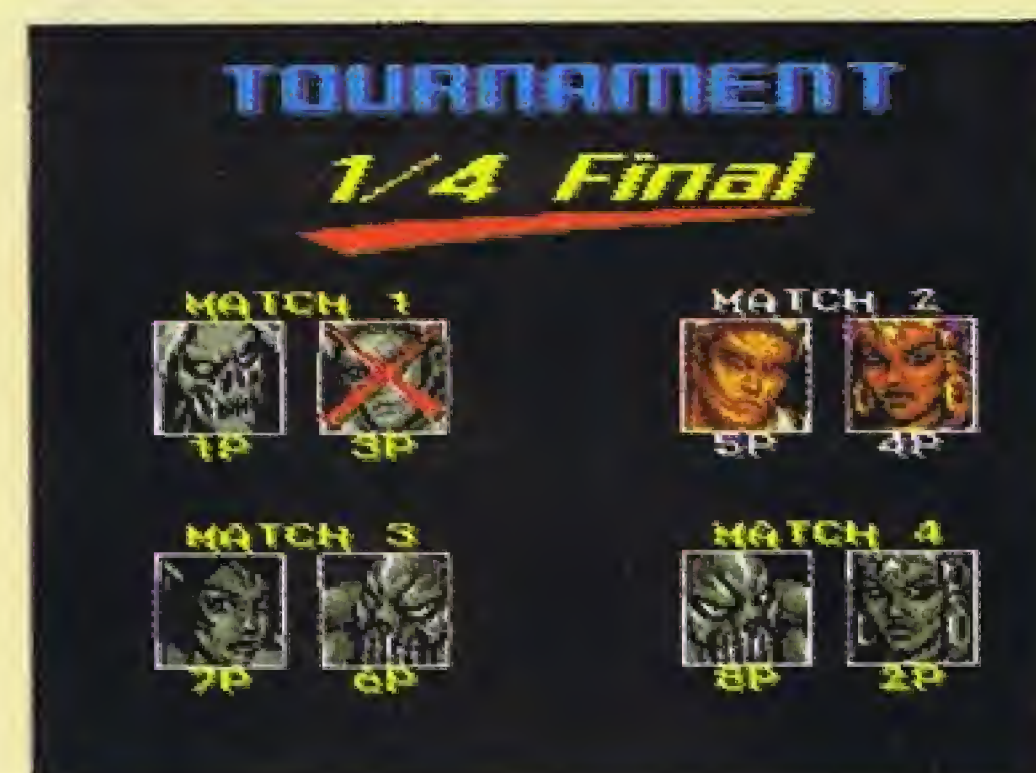 TOURNAMENT
1/4 Final
MATCH 1 MATCH 2
1P 3P 5P 4P
MATCH 3 MATCH 4
7P 6P 8P 2P